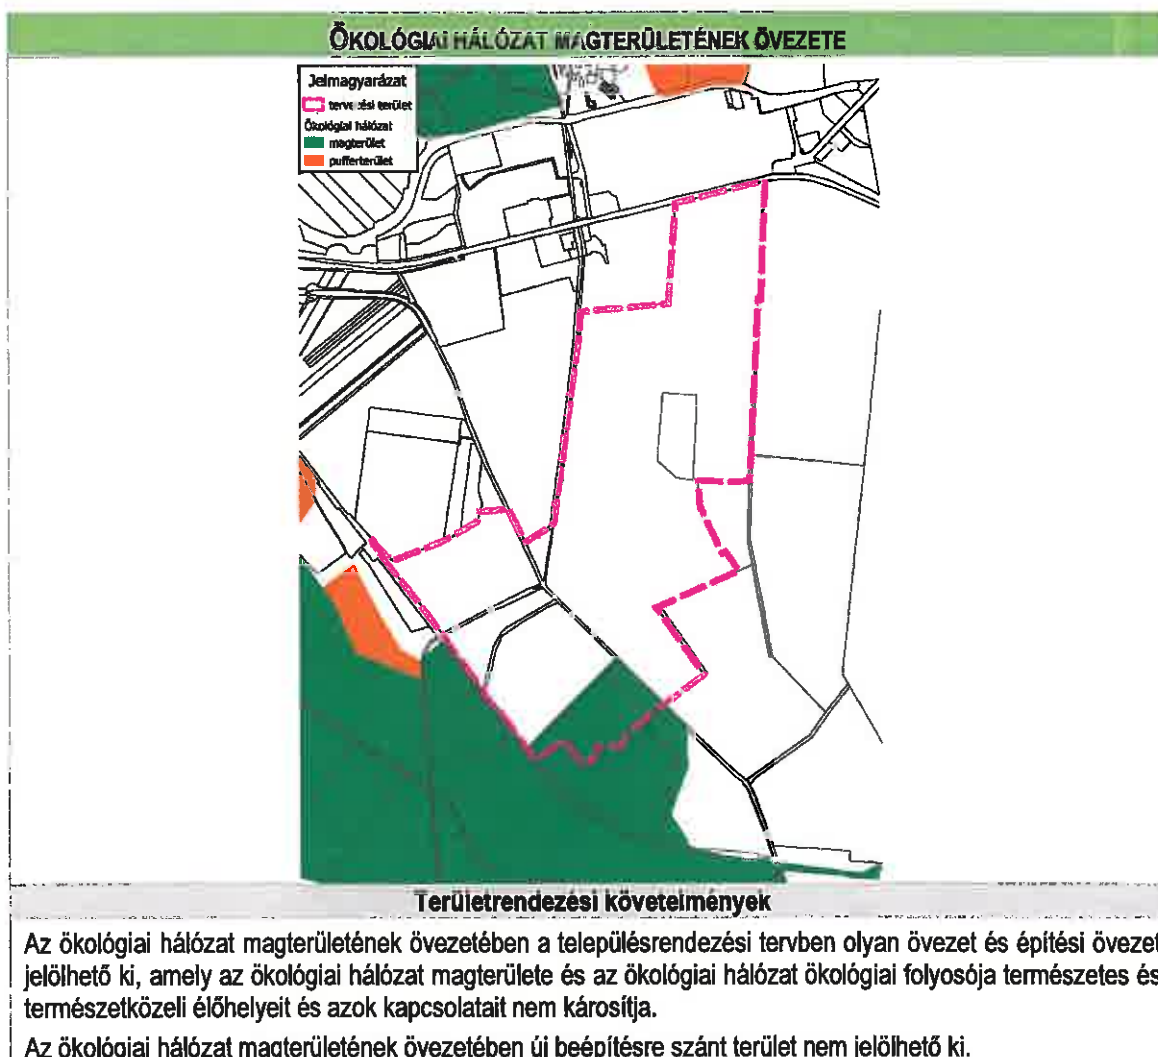 ÖKOLÓGIAI HÁLÓZAT MAGTERÜLETÉNEK ÖVEZETE
Jelmagyarázat
tervezési terület
Ökológiai hálózat
magterület
pufferterület
Területrendezési követelmények
Az ökológiai hálózat magterületének övezetében a településrendezési tervben olyan övezet és építési övezet
jelölhető ki, amely az ökológiai hálózat magterülete és az ökológiai hálózat ökológiai folyosója természetes és
természetközeli élőhelyeit és azok kapcsolatait nem károsítja.
Az ökológiai hálózat magterületének övezetében új beépítésre szánt terület nem jelölhető ki.